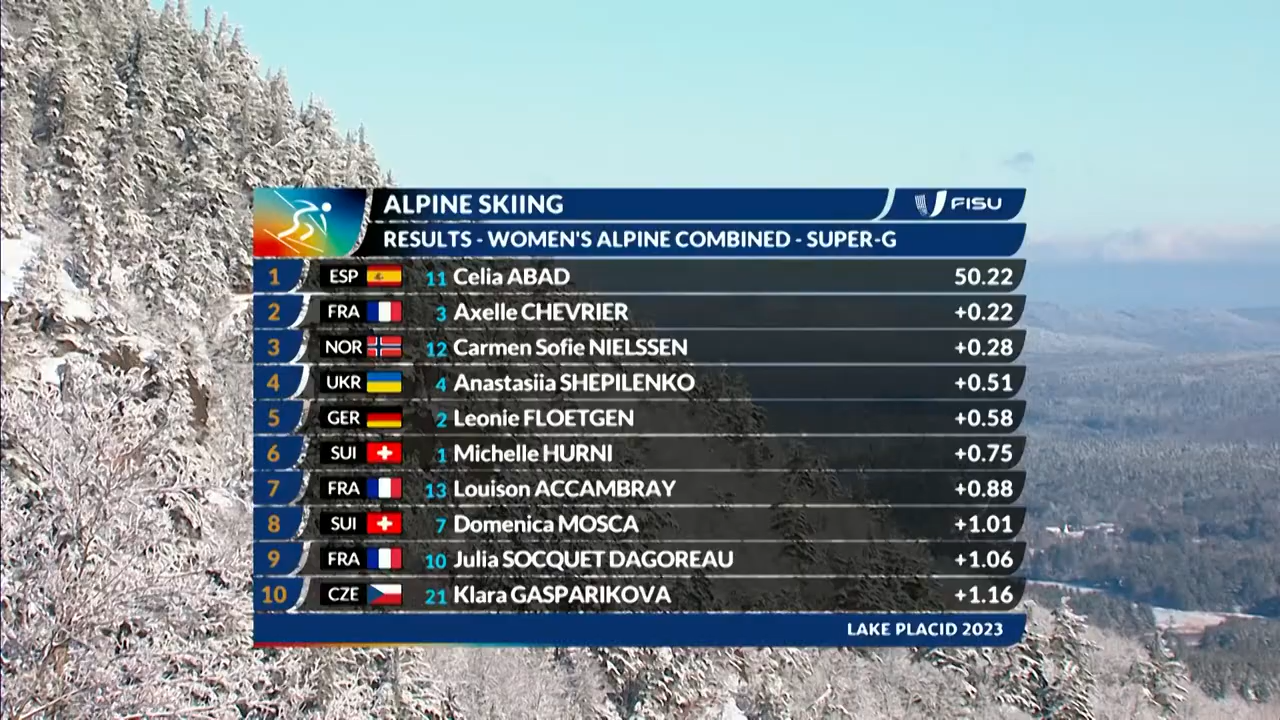 ALPINE SKIING FISU
RESULTS - WOMEN'S ALPINE COMBINED - SUPER-G
1 ESP 11 Celia ABAD 50.22
2 FRA 3 Axelle CHEVRIER +0.22
3 NOR 12 Carmen Sofie NIELSSEN +0.28
4 UKR 4 Anastasiia SHEPILENKO +0.51
5 GER 2 Leonie FLOETGEN +0.58
6 SUI 1 Michelle HURNI +0.75
7 FRA 13 Louison ACCAMBRAY +0.88
8 SUI 7 Domenica MOSCA +1.01
9 FRA 10 Julia SOCQUET DAGOREAU +1.06
10 CZE 21 Klara GASPARIKOVA +1.16
LAKE PLACID 2023